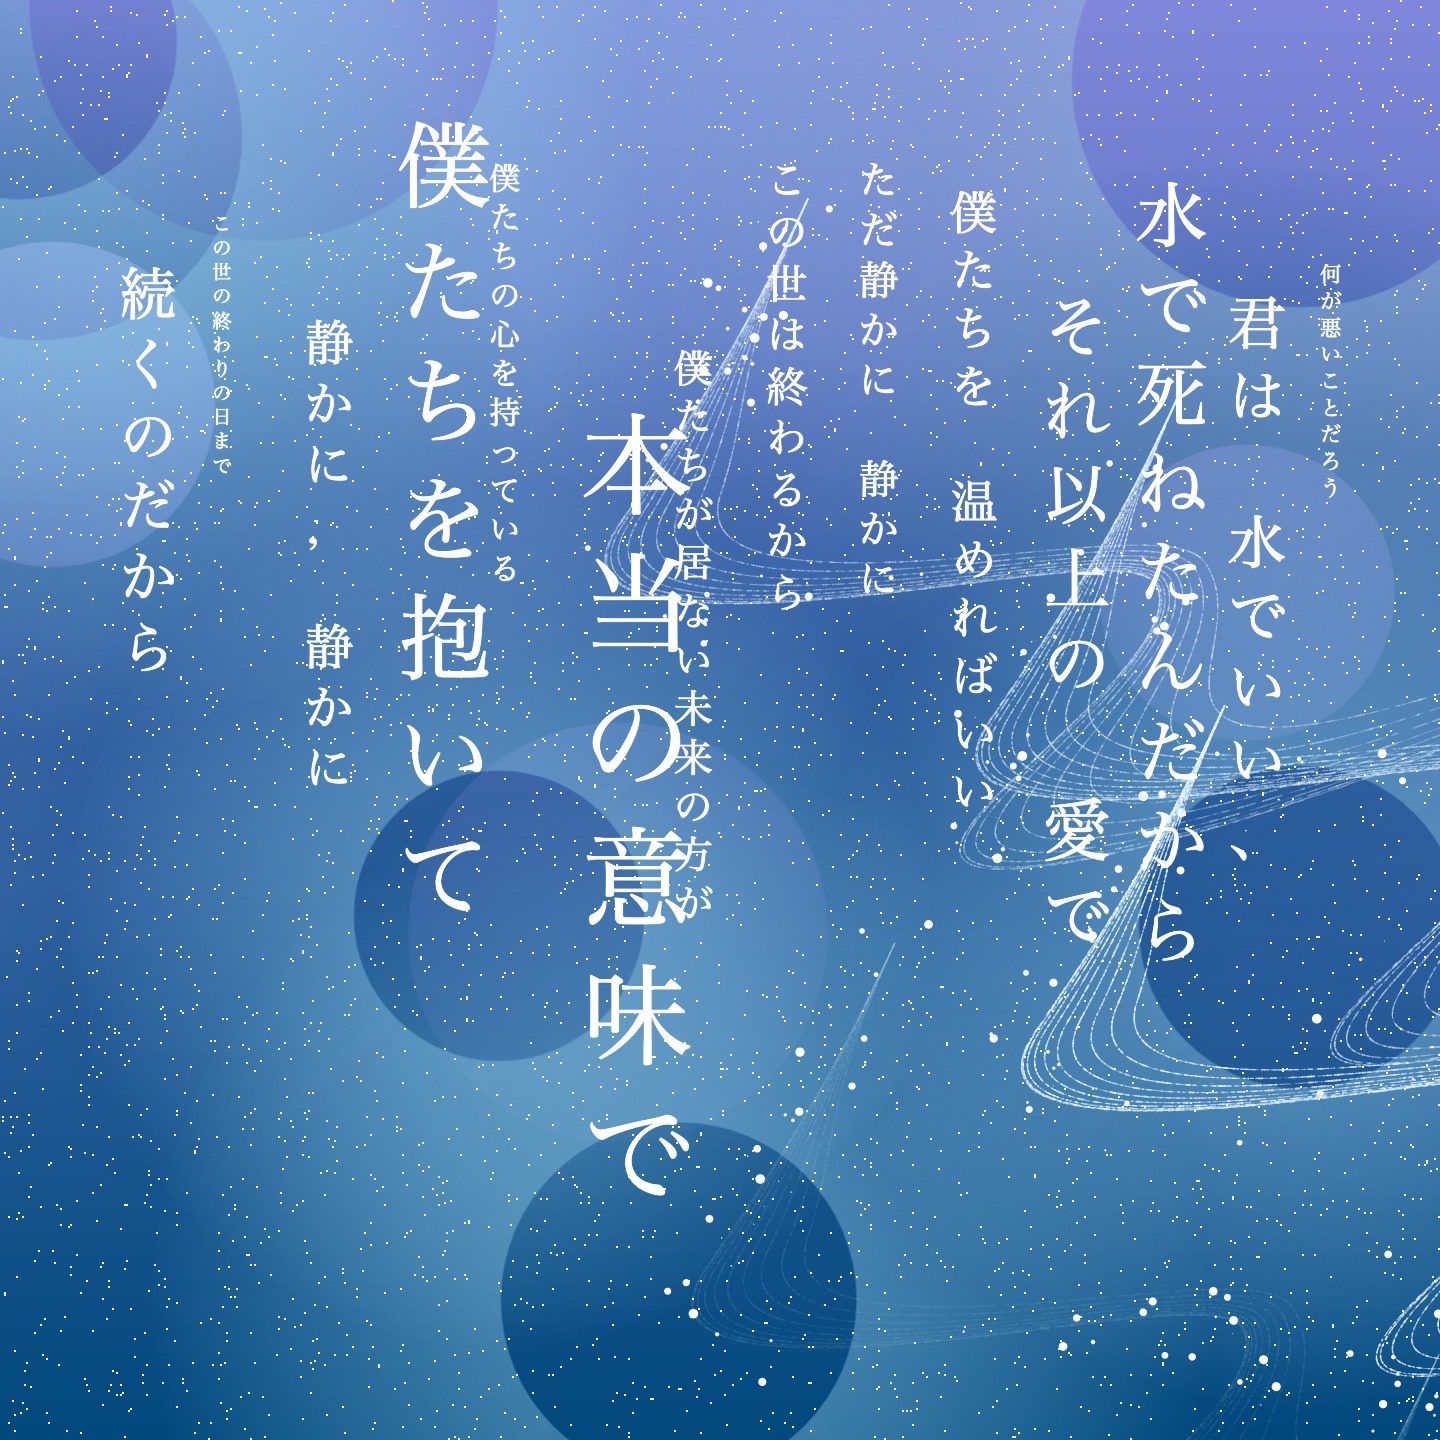 何が悪いことだろう
君は　水でいい、
水で死ねたんだから
それ以上の　愛で
僕たちを　温めればいい、
ただ静かに　静かに
この世は終わるから
僕たちが居ない未来の方が
本当の意味で
僕たちの心を持っている
僕たちを抱いて
静かに，　静かに
この世の終わりの日まで
続くのだから